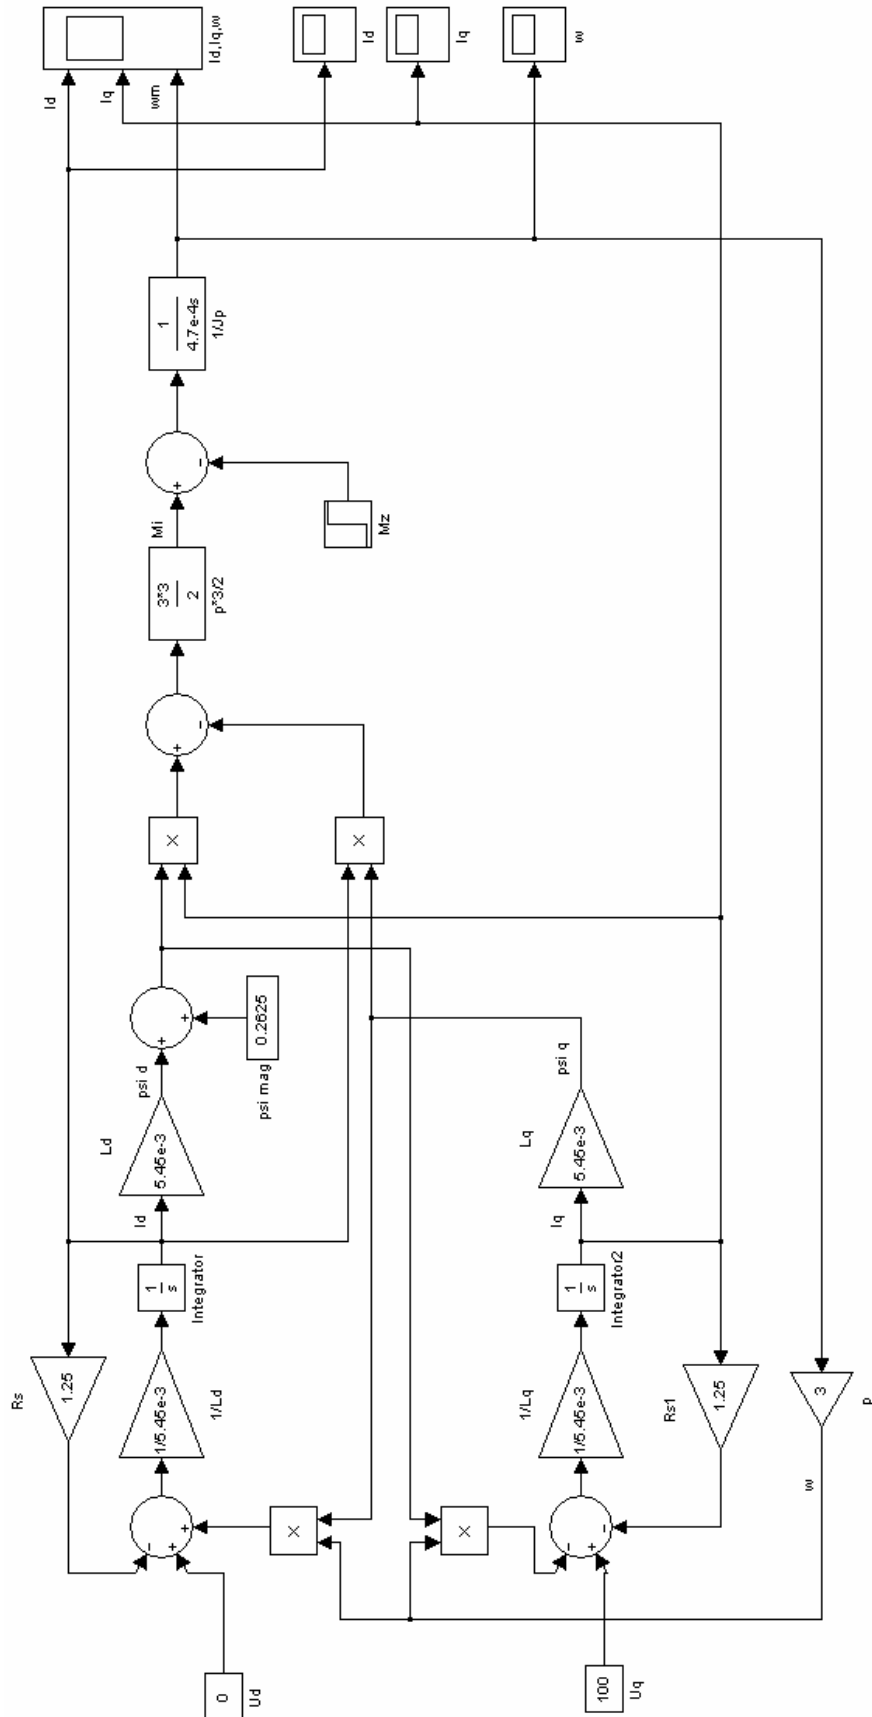 Rs
1.25
Id
Iq
wm
Id,Iq,w
Ld
psi d
Id
5.45e-3
1/5.45e-3
1/Ld
1
s
Integrator
-
+
+
+
+
0.2625
psi mag
×
+
-
3*3
2
p*3/2
Mi
+
-
1
4.7e-4s
1/Jp
0
Ud
×
×
Mz
Id
×
Iq
Lq
psi q
Iq
5.45e-3
1/5.45e-3
1/Lq
1
s
Integrator2
-
+
-
w
100
Uq
Rs1
1.25
w
3
p